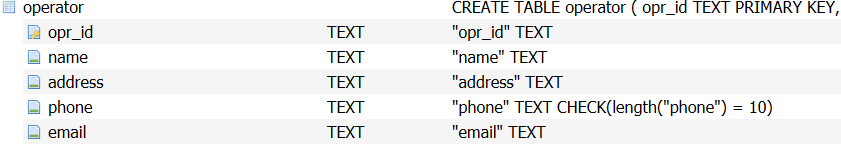 operator CREATE TABLE operator ( opr_id TEXT PRIMARY KEY,
opr_id TEXT "opr_id" TEXT
name TEXT "name" TEXT
address TEXT "address" TEXT
phone TEXT "phone" TEXT CHECK(length("phone") = 10)
email TEXT "email" TEXT